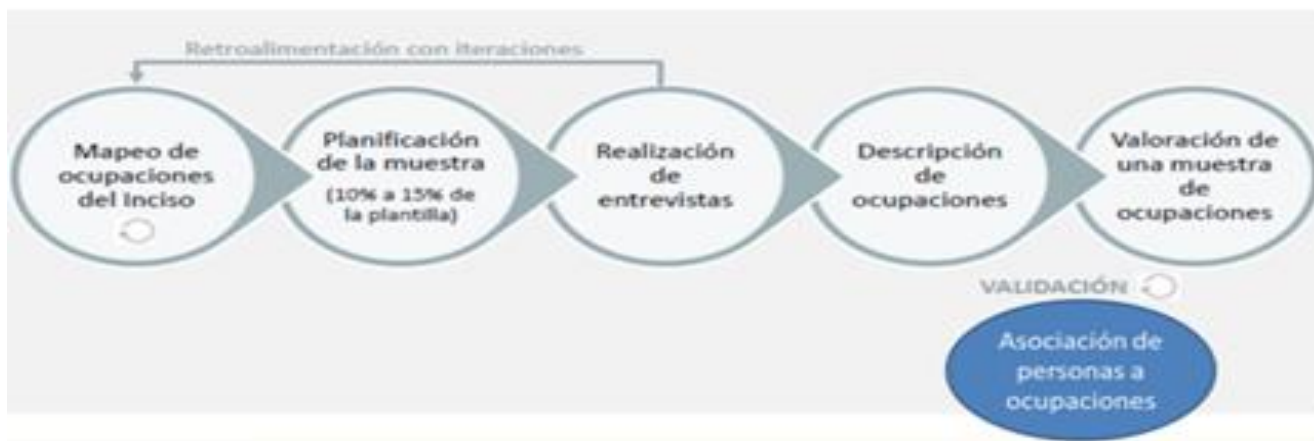 Retroalimentación con iteraciones
Mapeo de
ocupaciones
del Inciso
Planificación
de la muestra
(10% a 15% de
la plantilla)
Realización
de
entrevistas
Descripción
de
ocupaciones
Valoración de
una muestra
de
ocupaciones
VALIDACIÓN
Asociación de
personas a
ocupaciones